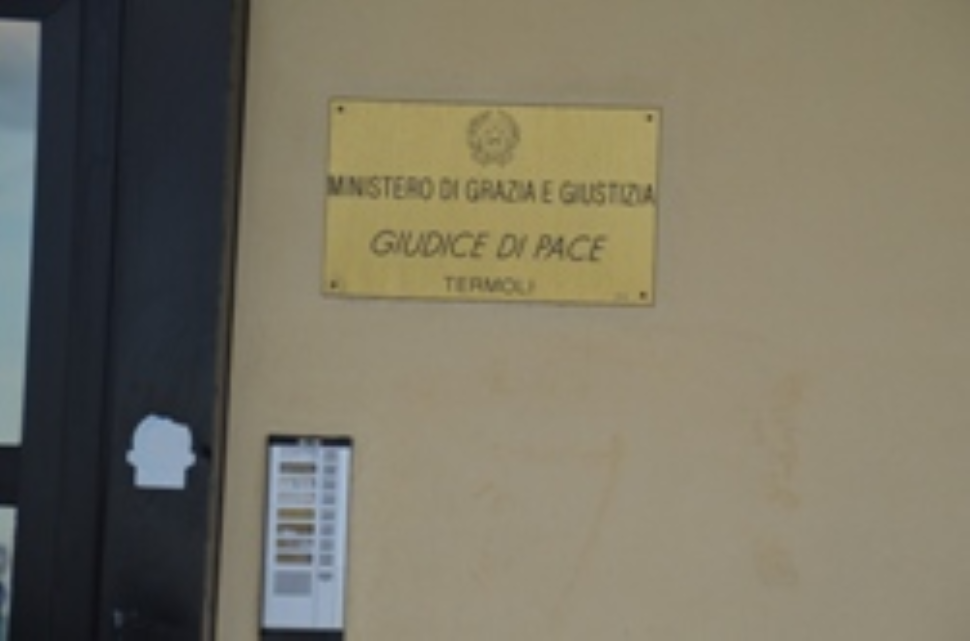 MINISTERO DI GRAZIA E GIUSTIZIA
GIUDICE DI PACE
TERMOLI